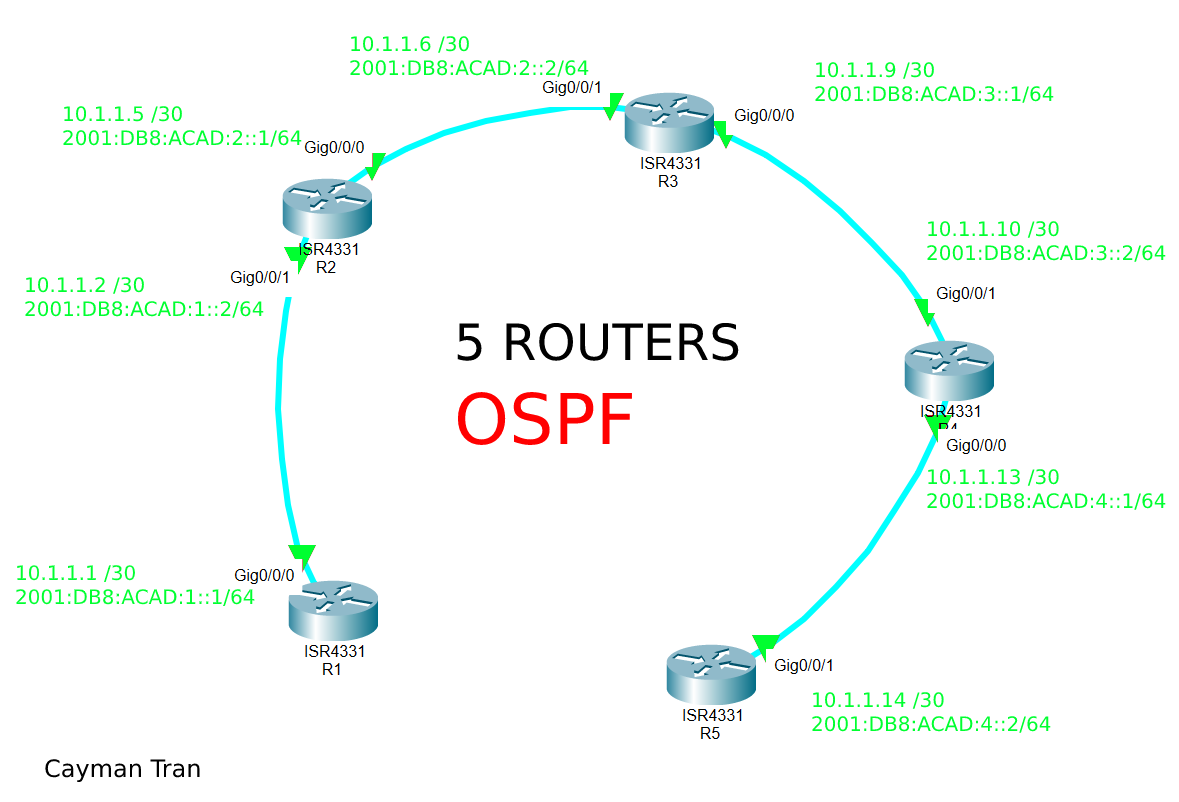 10.1.1.6 /30
2001:DB8:ACAD:2::2/64
Gig0/0/1
10.1.1.9 /30
2001:DB8:ACAD:3::1/64
Gig0/0/0
ISR4331
R3
10.1.1.5 /30
2001:DB8:ACAD:2::1/64
Gig0/0/0
ISR4331
R2
Gig0/0/1
10.1.1.2 /30
2001:DB8:ACAD:1::2/64
10.1.1.10 /30
2001:DB8:ACAD:3::2/64
Gig0/0/1
5 ROUTERS
OSPF
ISR4331
R4
Gig0/0/0
10.1.1.13 /30
2001:DB8:ACAD:4::1/64
10.1.1.1 /30
2001:DB8:ACAD:1::1/64
Gig0/0/0
ISR4331
R1
Gig0/0/1
ISR4331
R5
10.1.1.14 /30
2001:DB8:ACAD:4::2/64
Cayman Tran